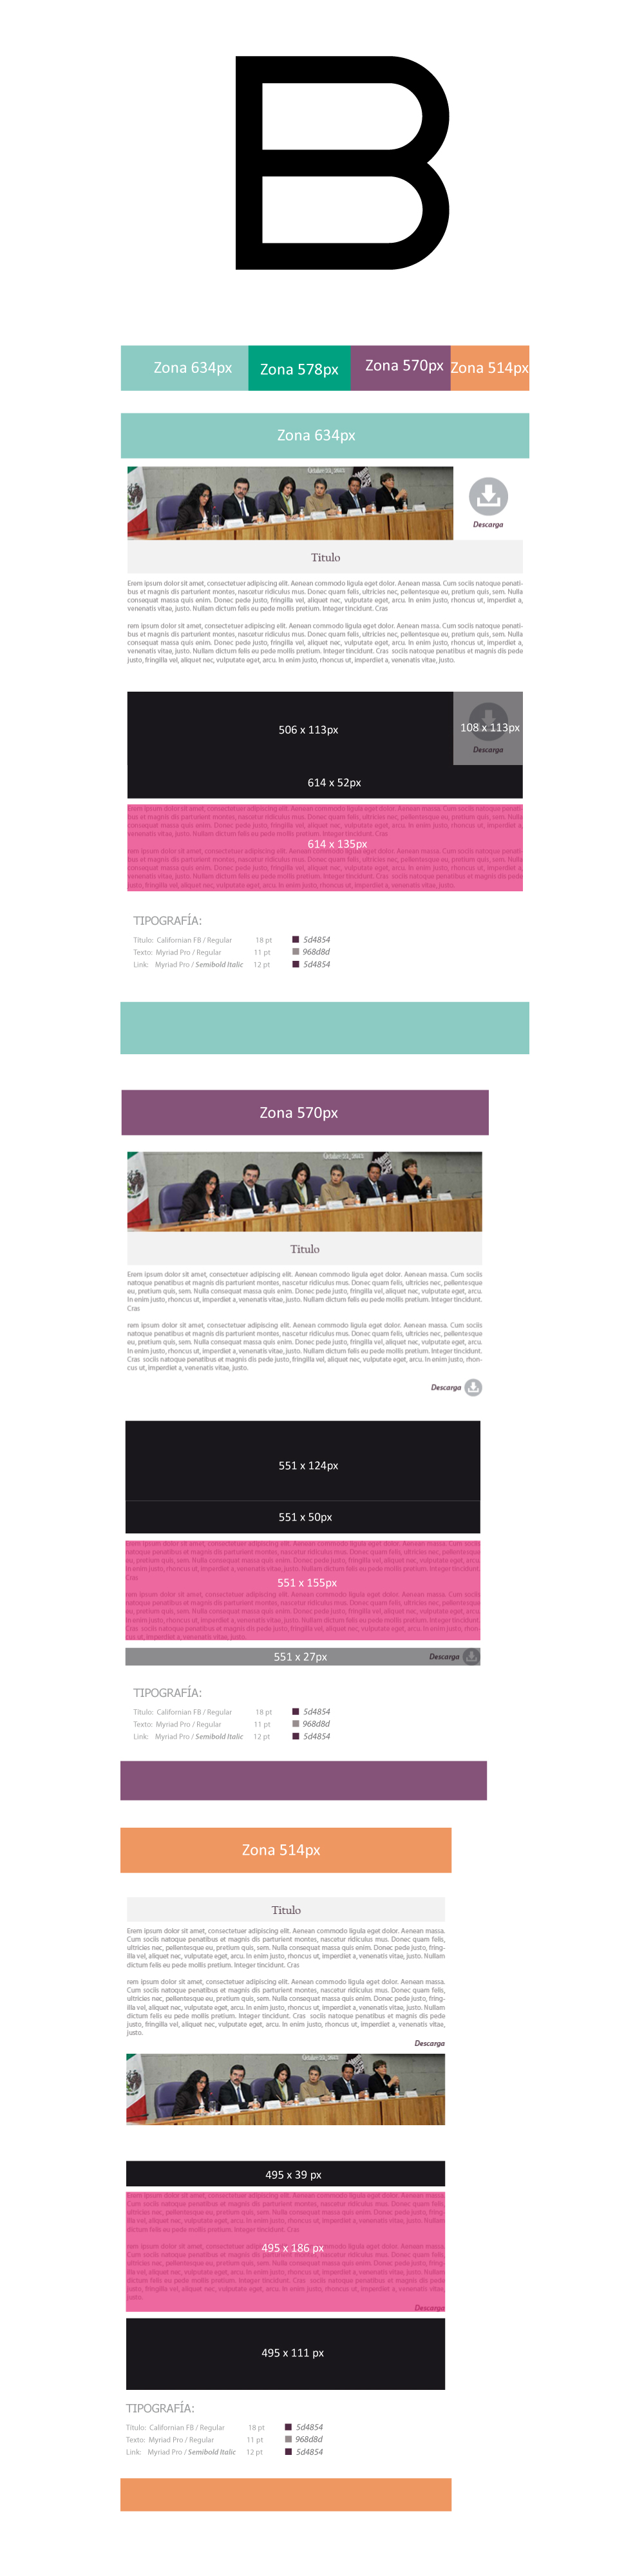 B
Zona 634px
Zona 578px
Zona 570px
Zona 514px
Zona 634px
Octubre 23, 2013
Descarga
Titulo
Erem ipsum dolor sit amet, consectetuer adipiscing elit. Aenean commodo ligula eget dolor. Aenean massa. Cum sociis natoque penati-
bus et magnis dis parturient montes, nascetur ridiculus mus. Donec quam felis, ultricies nec, pellentesque eu, pretium quis, sem. Nulla
consequat massa quis enim. Donec pede justo, fringilla vel, aliquet nec, vulputate eget, arcu. In enim justo, rhoncus ut, imperdiet a,
venenatis vitae, justo. Nullam dictum felis eu pede mollis pretium. Integer tincidunt. Cras
rem ipsum dolor sit amet, consectetuer adipiscing elit. Aenean commodo ligula eget dolor. Aenean massa. Cum sociis natoque penati-
bus et magnis dis parturient montes, nascetur ridiculus mus. Donec quam felis, ultricies nec, pellentesque eu, pretium quis, sem. Nulla
consequat massa quis enim. Donec pede justo, fringilla vel, aliquet nec, vulputate eget, arcu. In enim justo, rhoncus ut, imperdiet a,
venenatis vitae, justo. Nullam dictum felis eu pede mollis pretium. Integer tincidunt. Cras sociis natoque penatibus et magnis dis pede
justo, fringilla vel, aliquet nec, vulputate eget, arcu. In enim justo, rhoncus ut, imperdiet a, venenatis vitae, justo.
506 x 113px
108 x 113px
Descarga
614 x 52px
614 x 135px
TIPOGRAFÍA:
Título: Californian FB / Regular 18 pt 5d4854
Texto: Myriad Pro / Regular 11 pt 968d8d
Link: Myriad Pro / Semibold Italic 12 pt 5d4854
Zona 570px
Titulo
Erem ipsum dolor sit amet, consectetuer adipiscing elit. Aenean commodo ligula eget dolor. Aenean massa. Cum sociis
natoque penatibus et magnis dis parturient montes, nascetur ridiculus mus. Donec quam felis, ultricies nec, pellentesque
eu, pretium quis, sem. Nulla consequat massa quis enim. Donec pede justo, fringilla vel, aliquet nec, vulputate eget, arcu.
In enim justo, rhoncus ut, imperdiet a, venenatis vitae, justo. Nullam dictum felis eu pede mollis pretium. Integer tincidunt.
Cras
rem ipsum dolor sit amet, consectetuer adipiscing elit. Aenean commodo ligula eget dolor. Aenean massa. Cum sociis
natoque penatibus et magnis dis parturient montes, nascetur ridiculus mus. Donec quam felis, ultricies nec, pellentesque
eu, pretium quis, sem. Nulla consequat massa quis enim. Donec pede justo, fringilla vel, aliquet nec, vulputate eget, arcu.
In enim justo, rhoncus ut, imperdiet a, venenatis vitae, justo. Nullam dictum felis eu pede mollis pretium. Integer tincidunt.
Cras sociis natoque penatibus et magnis dis pede justo, fringilla vel, aliquet nec, vulputate eget, arcu. In enim justo, rhon-
cus ut, imperdiet a, venenatis vitae, justo.
Descarga
551 x 124px
551 x 50px
551 x 155px
551 x 27px
Descarga
TIPOGRAFÍA:
Título: Californian FB / Regular 18 pt 5d4854
Texto: Myriad Pro / Regular 11 pt 968d8d
Link: Myriad Pro / Semibold Italic 12 pt 5d4854
Zona 514px
Titulo
Erem ipsum dolor sit amet, consectetuer adipiscing elit. Aenean commodo ligula eget dolor. Aenean massa.
Cum sociis natoque penatibus et magnis dis parturient montes, nascetur ridiculus mus. Donec quam felis,
ultricies nec, pellentesque eu, pretium quis, sem. Nulla consequat massa quis enim. Donec pede justo, fring-
illa vel, aliquet nec, vulputate eget, arcu. In enim justo, rhoncus ut, imperdiet a, venenatis vitae, justo. Nullam
dictum felis eu pede mollis pretium. Integer tincidunt. Cras
rem ipsum dolor sit amet, consectetuer adipiscing elit. Aenean commodo ligula eget dolor. Aenean massa.
Cum sociis natoque penatibus et magnis dis parturient montes, nascetur ridiculus mus. Donec quam felis,
ultricies nec, pellentesque eu, pretium quis, sem. Nulla consequat massa quis enim. Donec pede justo, fring-
illa vel, aliquet nec, vulputate eget, arcu. In enim justo, rhoncus ut, imperdiet a, venenatis vitae, justo. Nullam
dictum felis eu pede mollis pretium. Integer tincidunt. Cras sociis natoque penatibus et magnis dis pede
justo, fringilla vel, aliquet nec, vulputate eget, arcu. In enim justo, rhoncus ut, imperdiet a, venenatis vitae,
justo.
Descarga
495 x 39 px
495 x 186 px
Descarga
495 x 111 px
TIPOGRAFÍA:
Título: Californian FB / Regular 18 pt 5d4854
Texto: Myriad Pro / Regular 11 pt 968d8d
Link: Myriad Pro / Semibold Italic 12 pt 5d4854